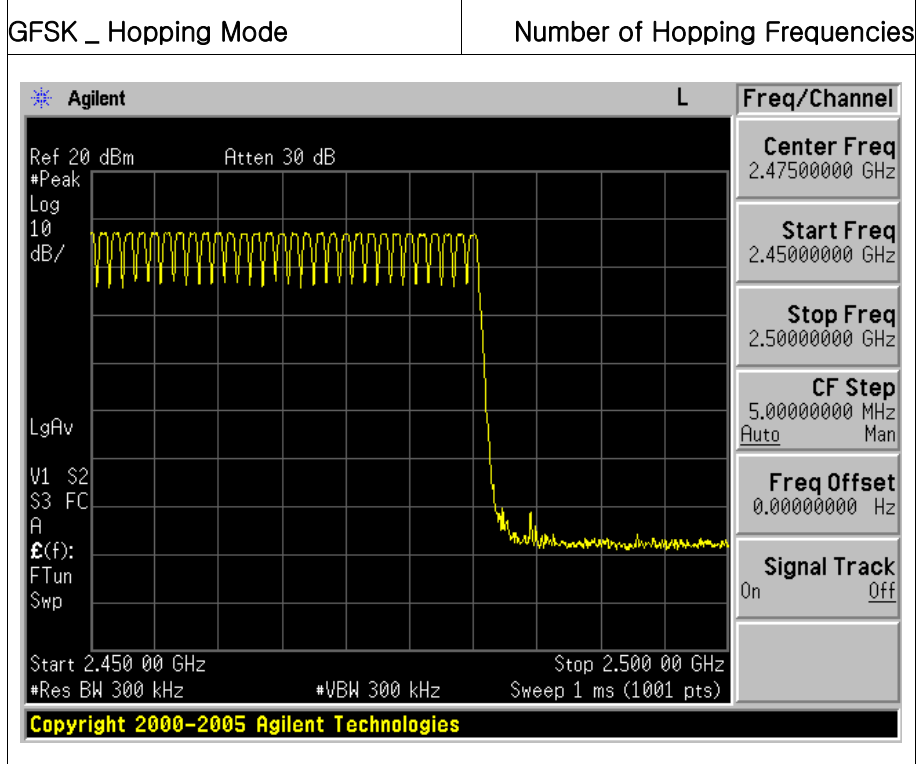 GFSK _ Hopping Mode
Number of Hopping Frequencies
Agilent
L
Freq/Channel
Ref 20 dBm Atten 30 dB
#Peak
Log
10
dB/
LgAv
V1 S2
S3 FC
A
£(f):
FTun
Swp
Start 2.450 00 GHz Stop 2.500 00 GHz
#Res BW 300 kHz #VBW 300 kHz Sweep 1 ms (1001 pts)
Copyright 2000-2005 Agilent Technologies
Center Freq
2.47500000 GHz
Start Freq
2.45000000 GHz
Stop Freq
2.50000000 GHz
CF Step
5.00000000 MHz
Auto Man
Freq Offset
0.00000000 Hz
Signal Track
On Off